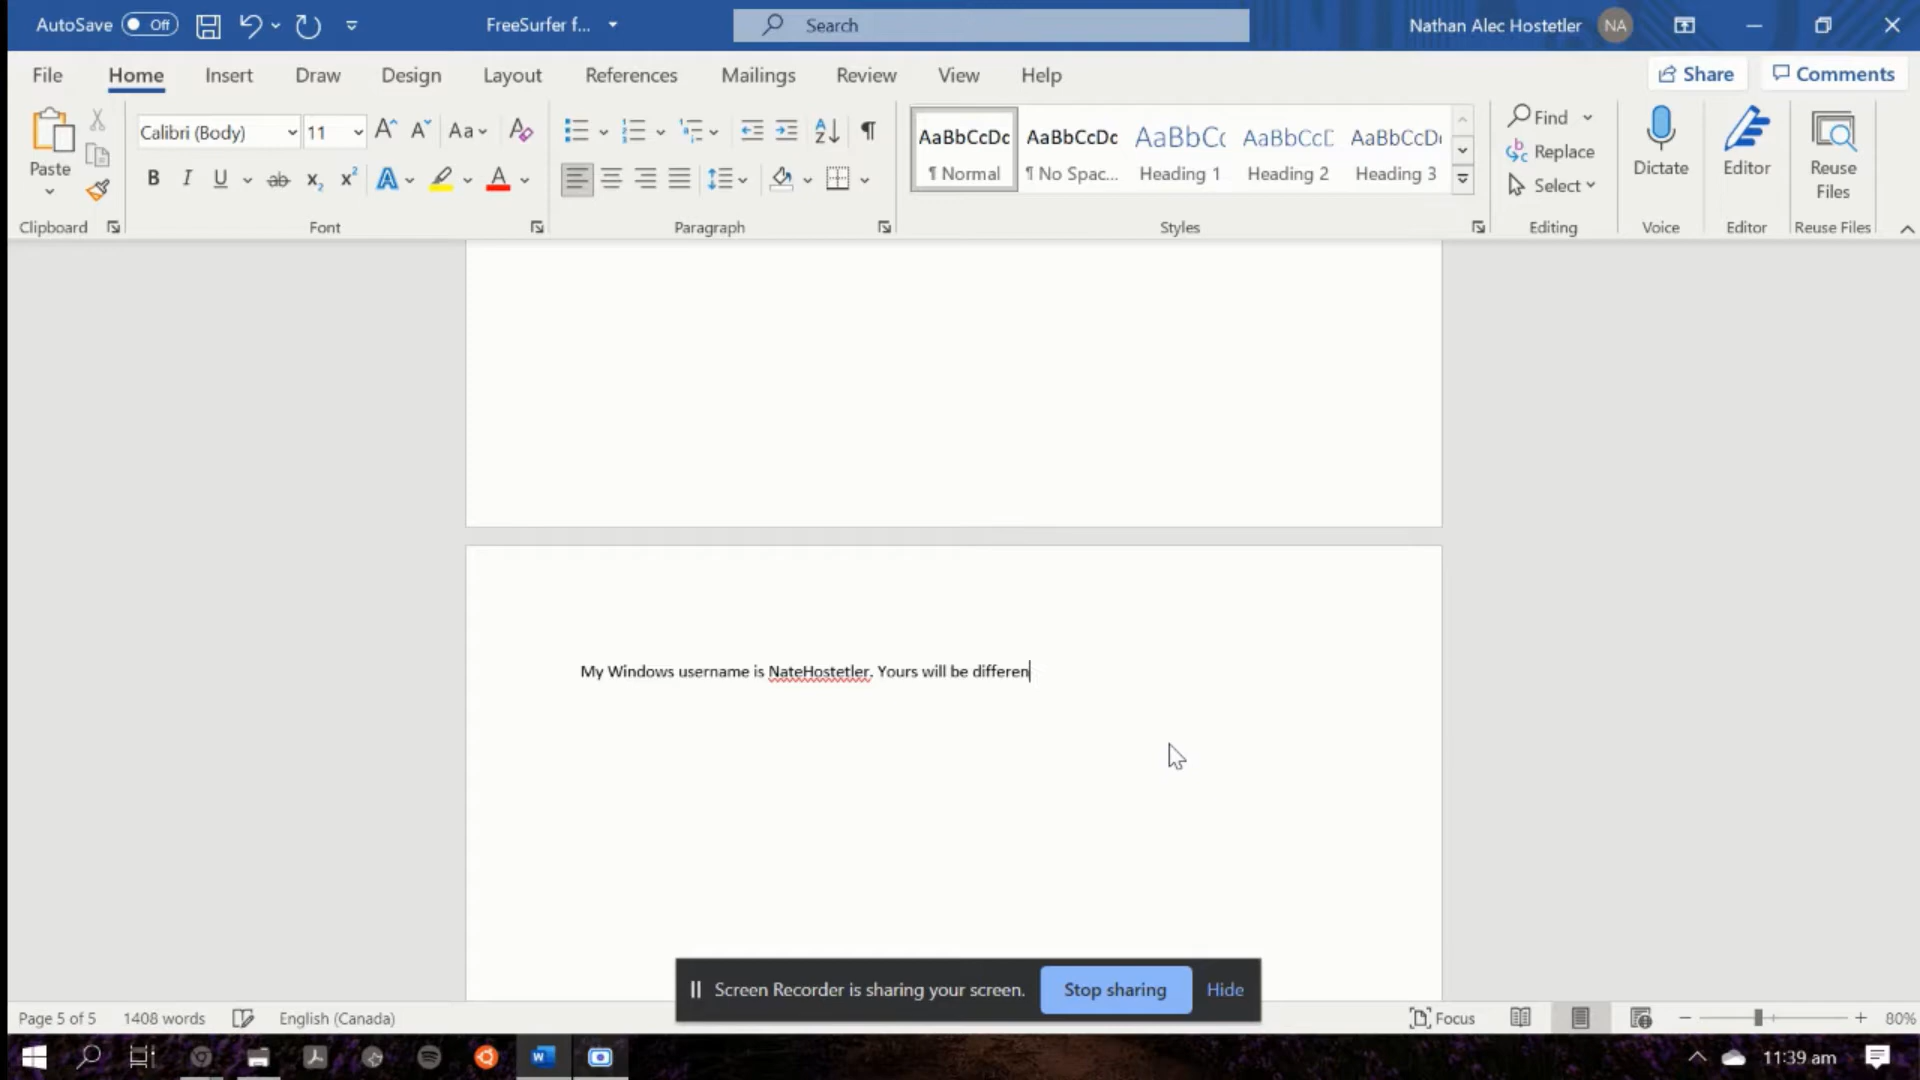 AutoSave Off FreeSurfer f... Search Nathan Alec Hostetler NA
File Home Insert Draw Design Layout References Mailings Review View Help Share Comments
Paste Calibri (Body) 11 Aa AaBbCcDc AaBbCcDc AaBbCc AaBbCcD AaBbCcD Find Replace Select Dictate Editor Reuse Files
¶ Normal ¶ No Spac... Heading 1 Heading 2 Heading 3
Clipboard Font Paragraph Styles Editing Voice Editor Reuse Files
My Windows username is NateHostetler. Yours will be differen
Screen Recorder is sharing your screen. Stop sharing Hide
Page 5 of 5 1408 words English (Canada) Focus 80%
11:39 am